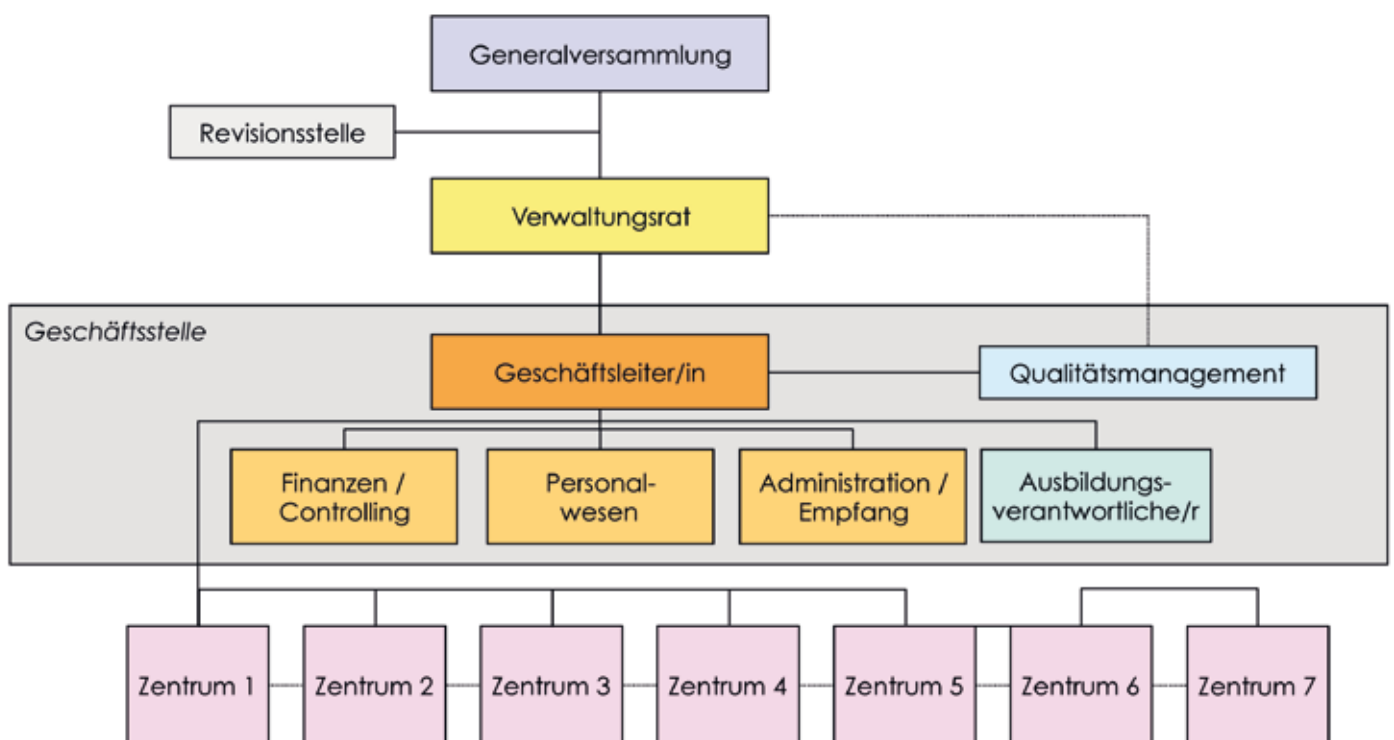 Generalversammlung
Revisionsstelle
Verwaltungsrat
Geschäftsstelle
Geschäftsleiter/in
Qualitätsmanagement
Finanzen /
Controlling
Personal-
wesen
Administration /
Empfang
Ausbildungs-
verantwortliche/r
Zentrum 1
Zentrum 2
Zentrum 3
Zentrum 4
Zentrum 5
Zentrum 6
Zentrum 7